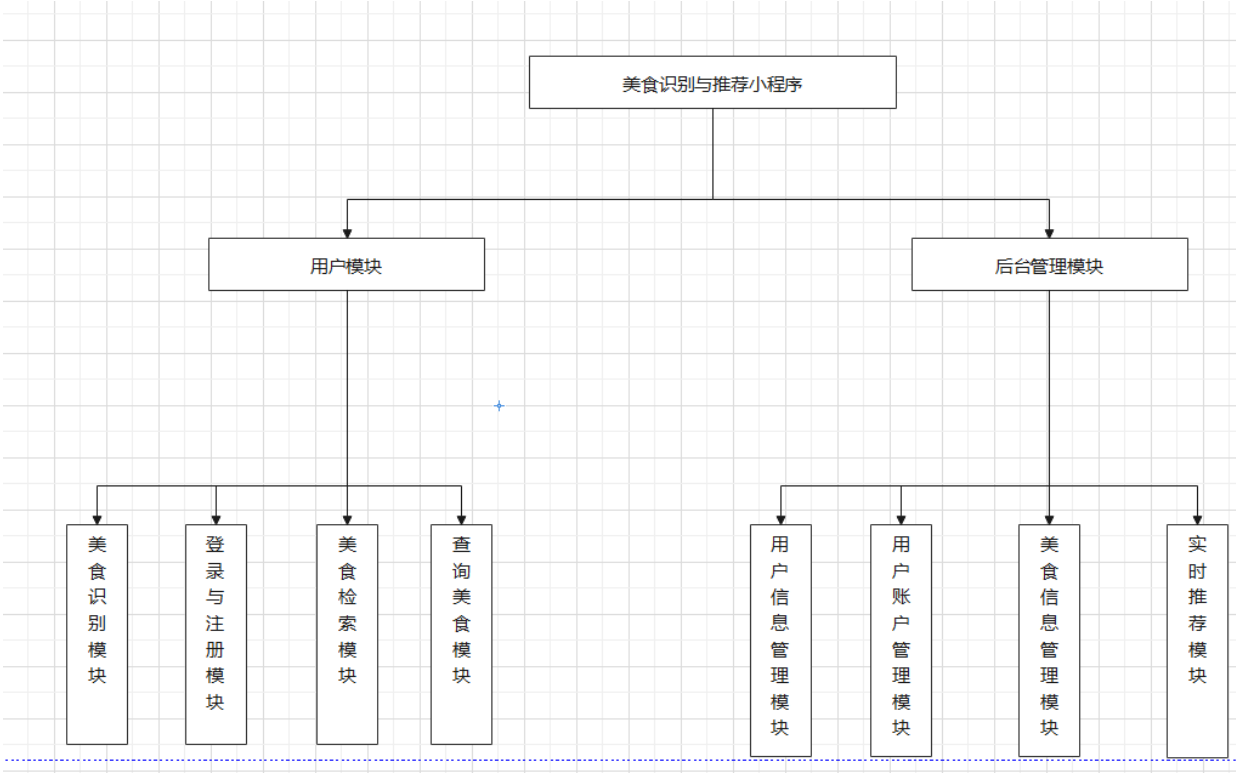 美食识别与推荐小程序
用户模块
后台管理模块
美食识别模块
登录与注册模块
美食检索模块
查询美食模块
用户信息管理模块
用户账户管理模块
美食信息管理模块
实时推荐模块